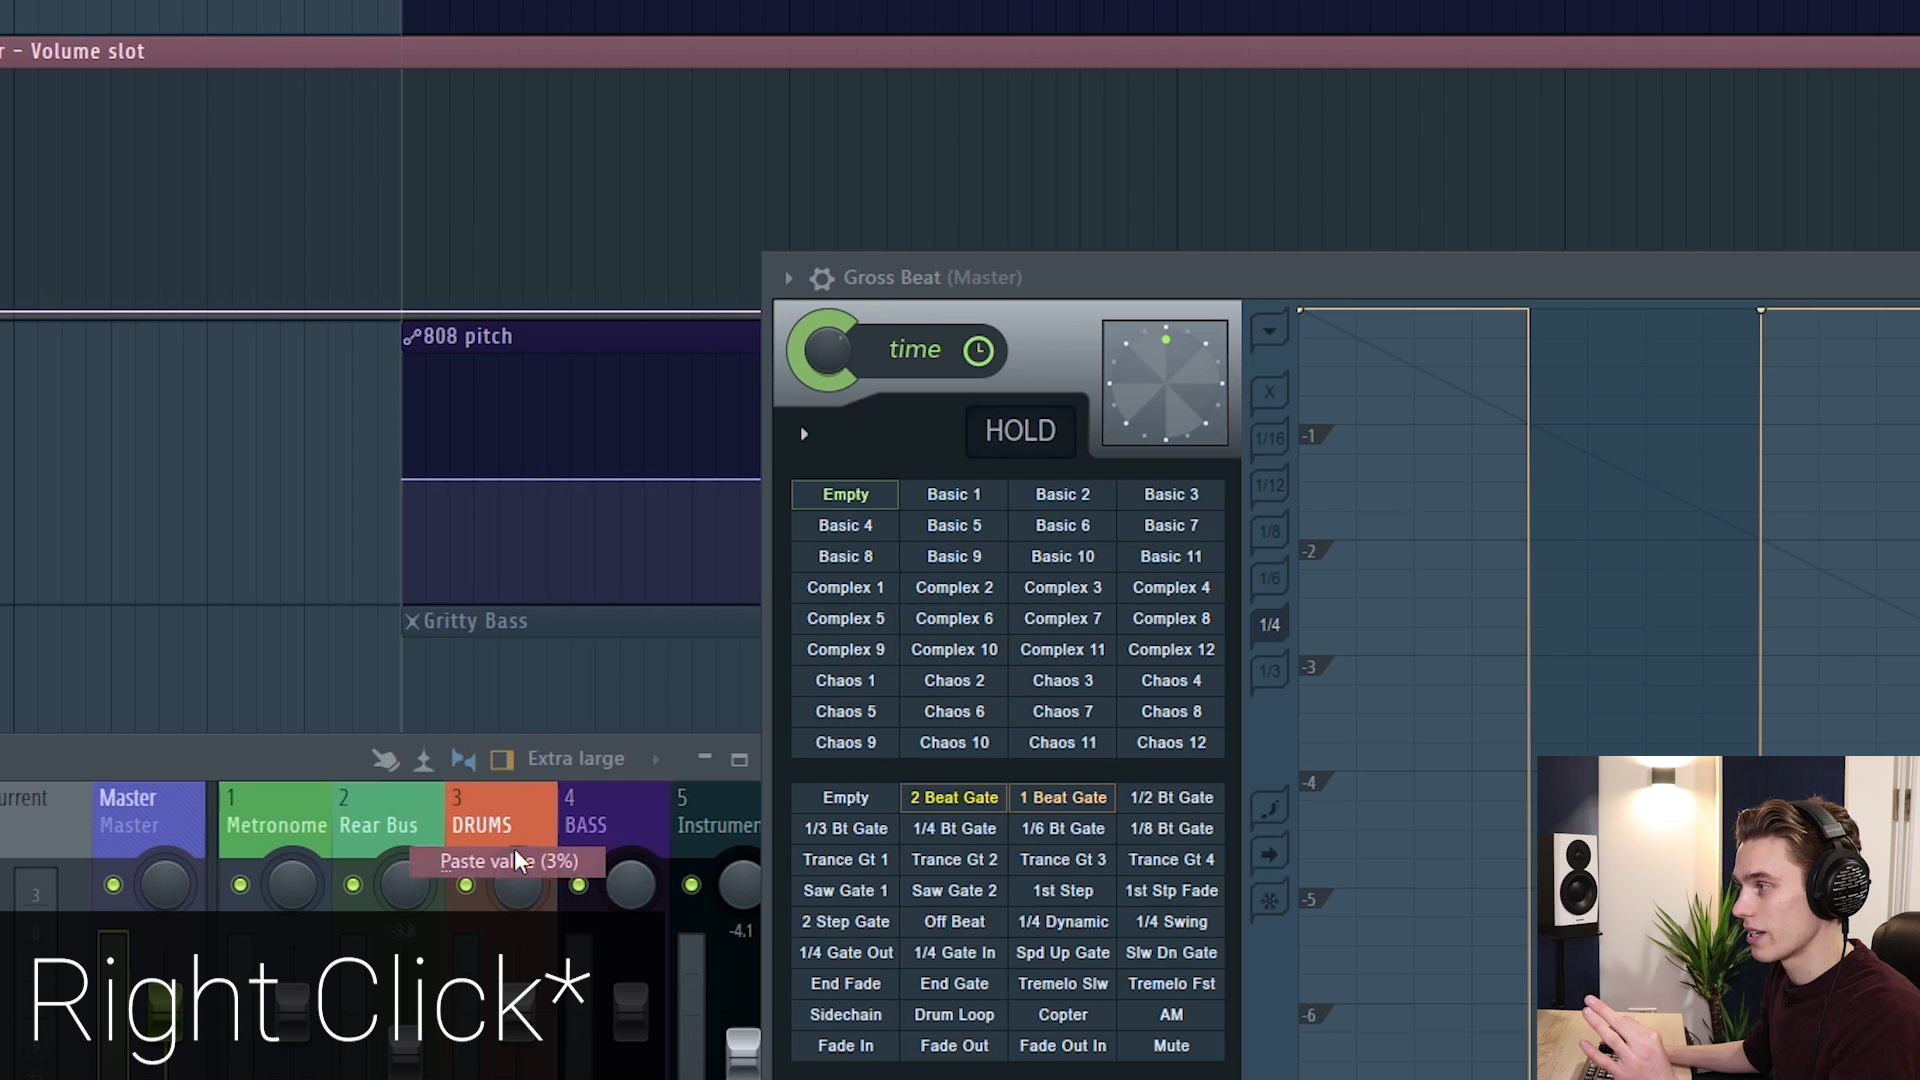 r - Volume slot
Gross Beat (Master)
808 pitch
time
HOLD
Empty Basic 1 Basic 2 Basic 3
Basic 4 Basic 5 Basic 6 Basic 7
Basic 8 Basic 9 Basic 10 Basic 11
Complex 1 Complex 2 Complex 3 Complex 4
Complex 5 Complex 6 Complex 7 Complex 8
Complex 9 Complex 10 Complex 11 Complex 12
Chaos 1 Chaos 2 Chaos 3 Chaos 4
Chaos 5 Chaos 6 Chaos 7 Chaos 8
Chaos 9 Chaos 10 Chaos 11 Chaos 12
Empty 2 Beat Gate 1 Beat Gate 1/2 Bt Gate
1/3 Bt Gate 1/4 Bt Gate 1/6 Bt Gate 1/8 Bt Gate
Trance Gt 1 Trance Gt 2 Trance Gt 3 Trance Gt 4
Saw Gate 1 Saw Gate 2 1st Step 1st Stp Fade
2 Step Gate Off Beat 1/4 Dynamic 1/4 Swing
1/4 Gate Out 1/4 Gate In Spd Up Gate Slw Dn Gate
End Fade End Gate Tremelo Slw Tremelo Fst
Sidechain Drum Loop Copter AM
Fade In Fade Out Fade Out In Mute
X
1/16
1/12
1/8
1/6
1/4
1/3
-1
-2
-3
-4
-5
-6
Gritty Bass
Extra large
urrent Master 1 2 3 4 5
Master Metronome Rear Bus DRUMS BASS Instrumen
Paste val e (3%)
3
0
-3.8
-4.1
Right Click*